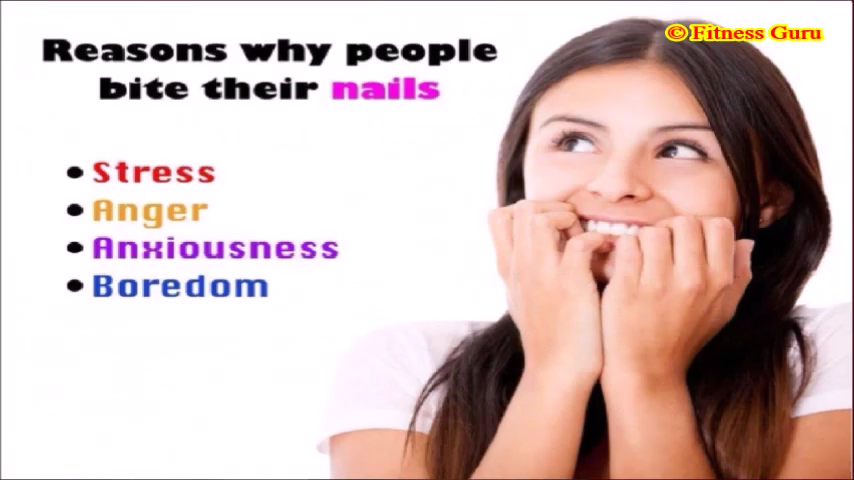 © Fitness Guru
Reasons why people
bite their nails
• Stress
• Anger
• Anxiousness
• Boredom